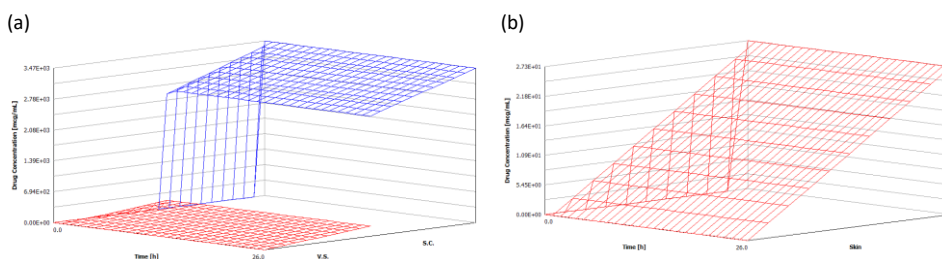 (a)
(b)
3.47E+03
2.78E+03
2.08E+03
1.39E+03
6.94E+02
0.00E+00
Drug Concentration [mcg/mL]
0.0
Time [h]
26.0
V.S.
S.C.
2.73E+01
2.18E+01
1.64E+01
1.09E+01
5.45E+00
0.00E+00
Drug Concentration [mcg/mL]
0.0
Time [h]
26.0
Skin